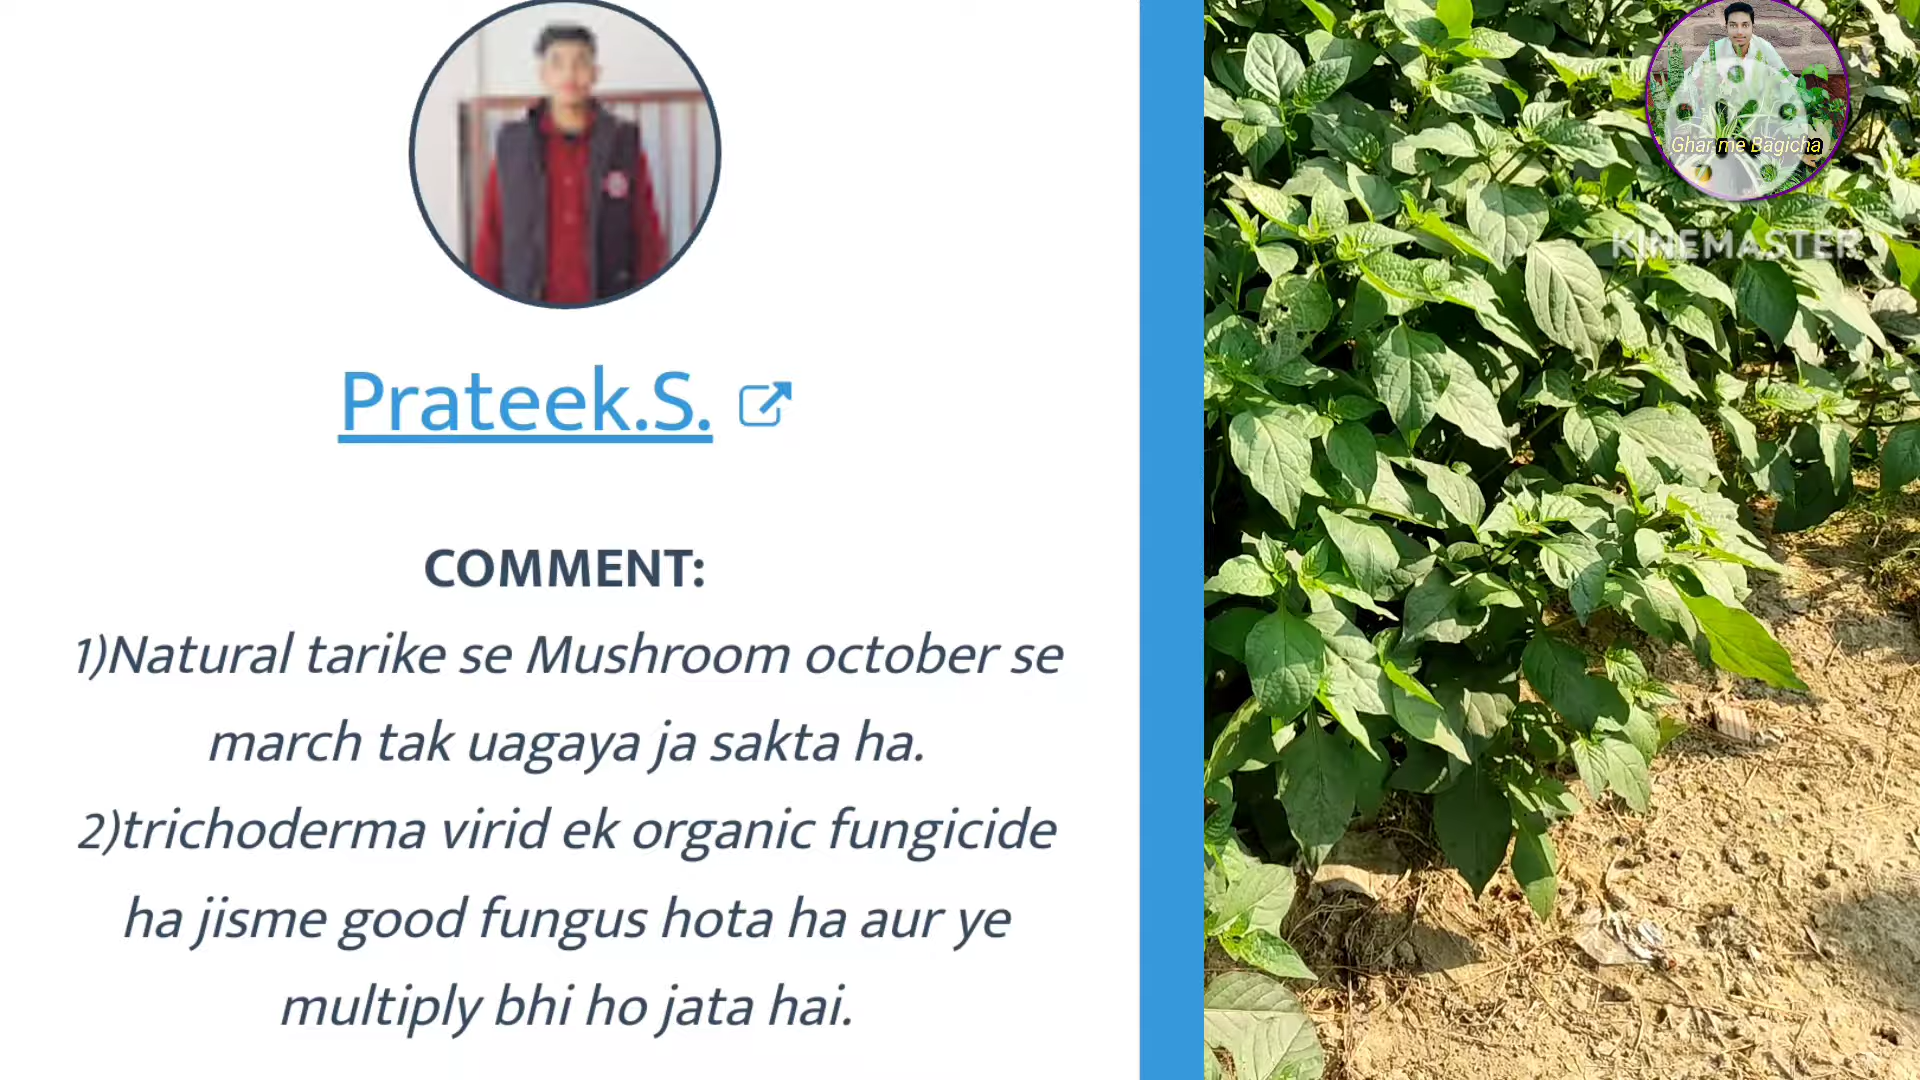 Prateek.S.
COMMENT:
1)Natural tarike se Mushroom october se
march tak uagaya ja sakta ha.
2)trichoderma virid ek organic fungicide
ha jisme good fungus hota ha aur ye
multiply bhi ho jata hai.
Ghar me Bagicha
KINEMASTER